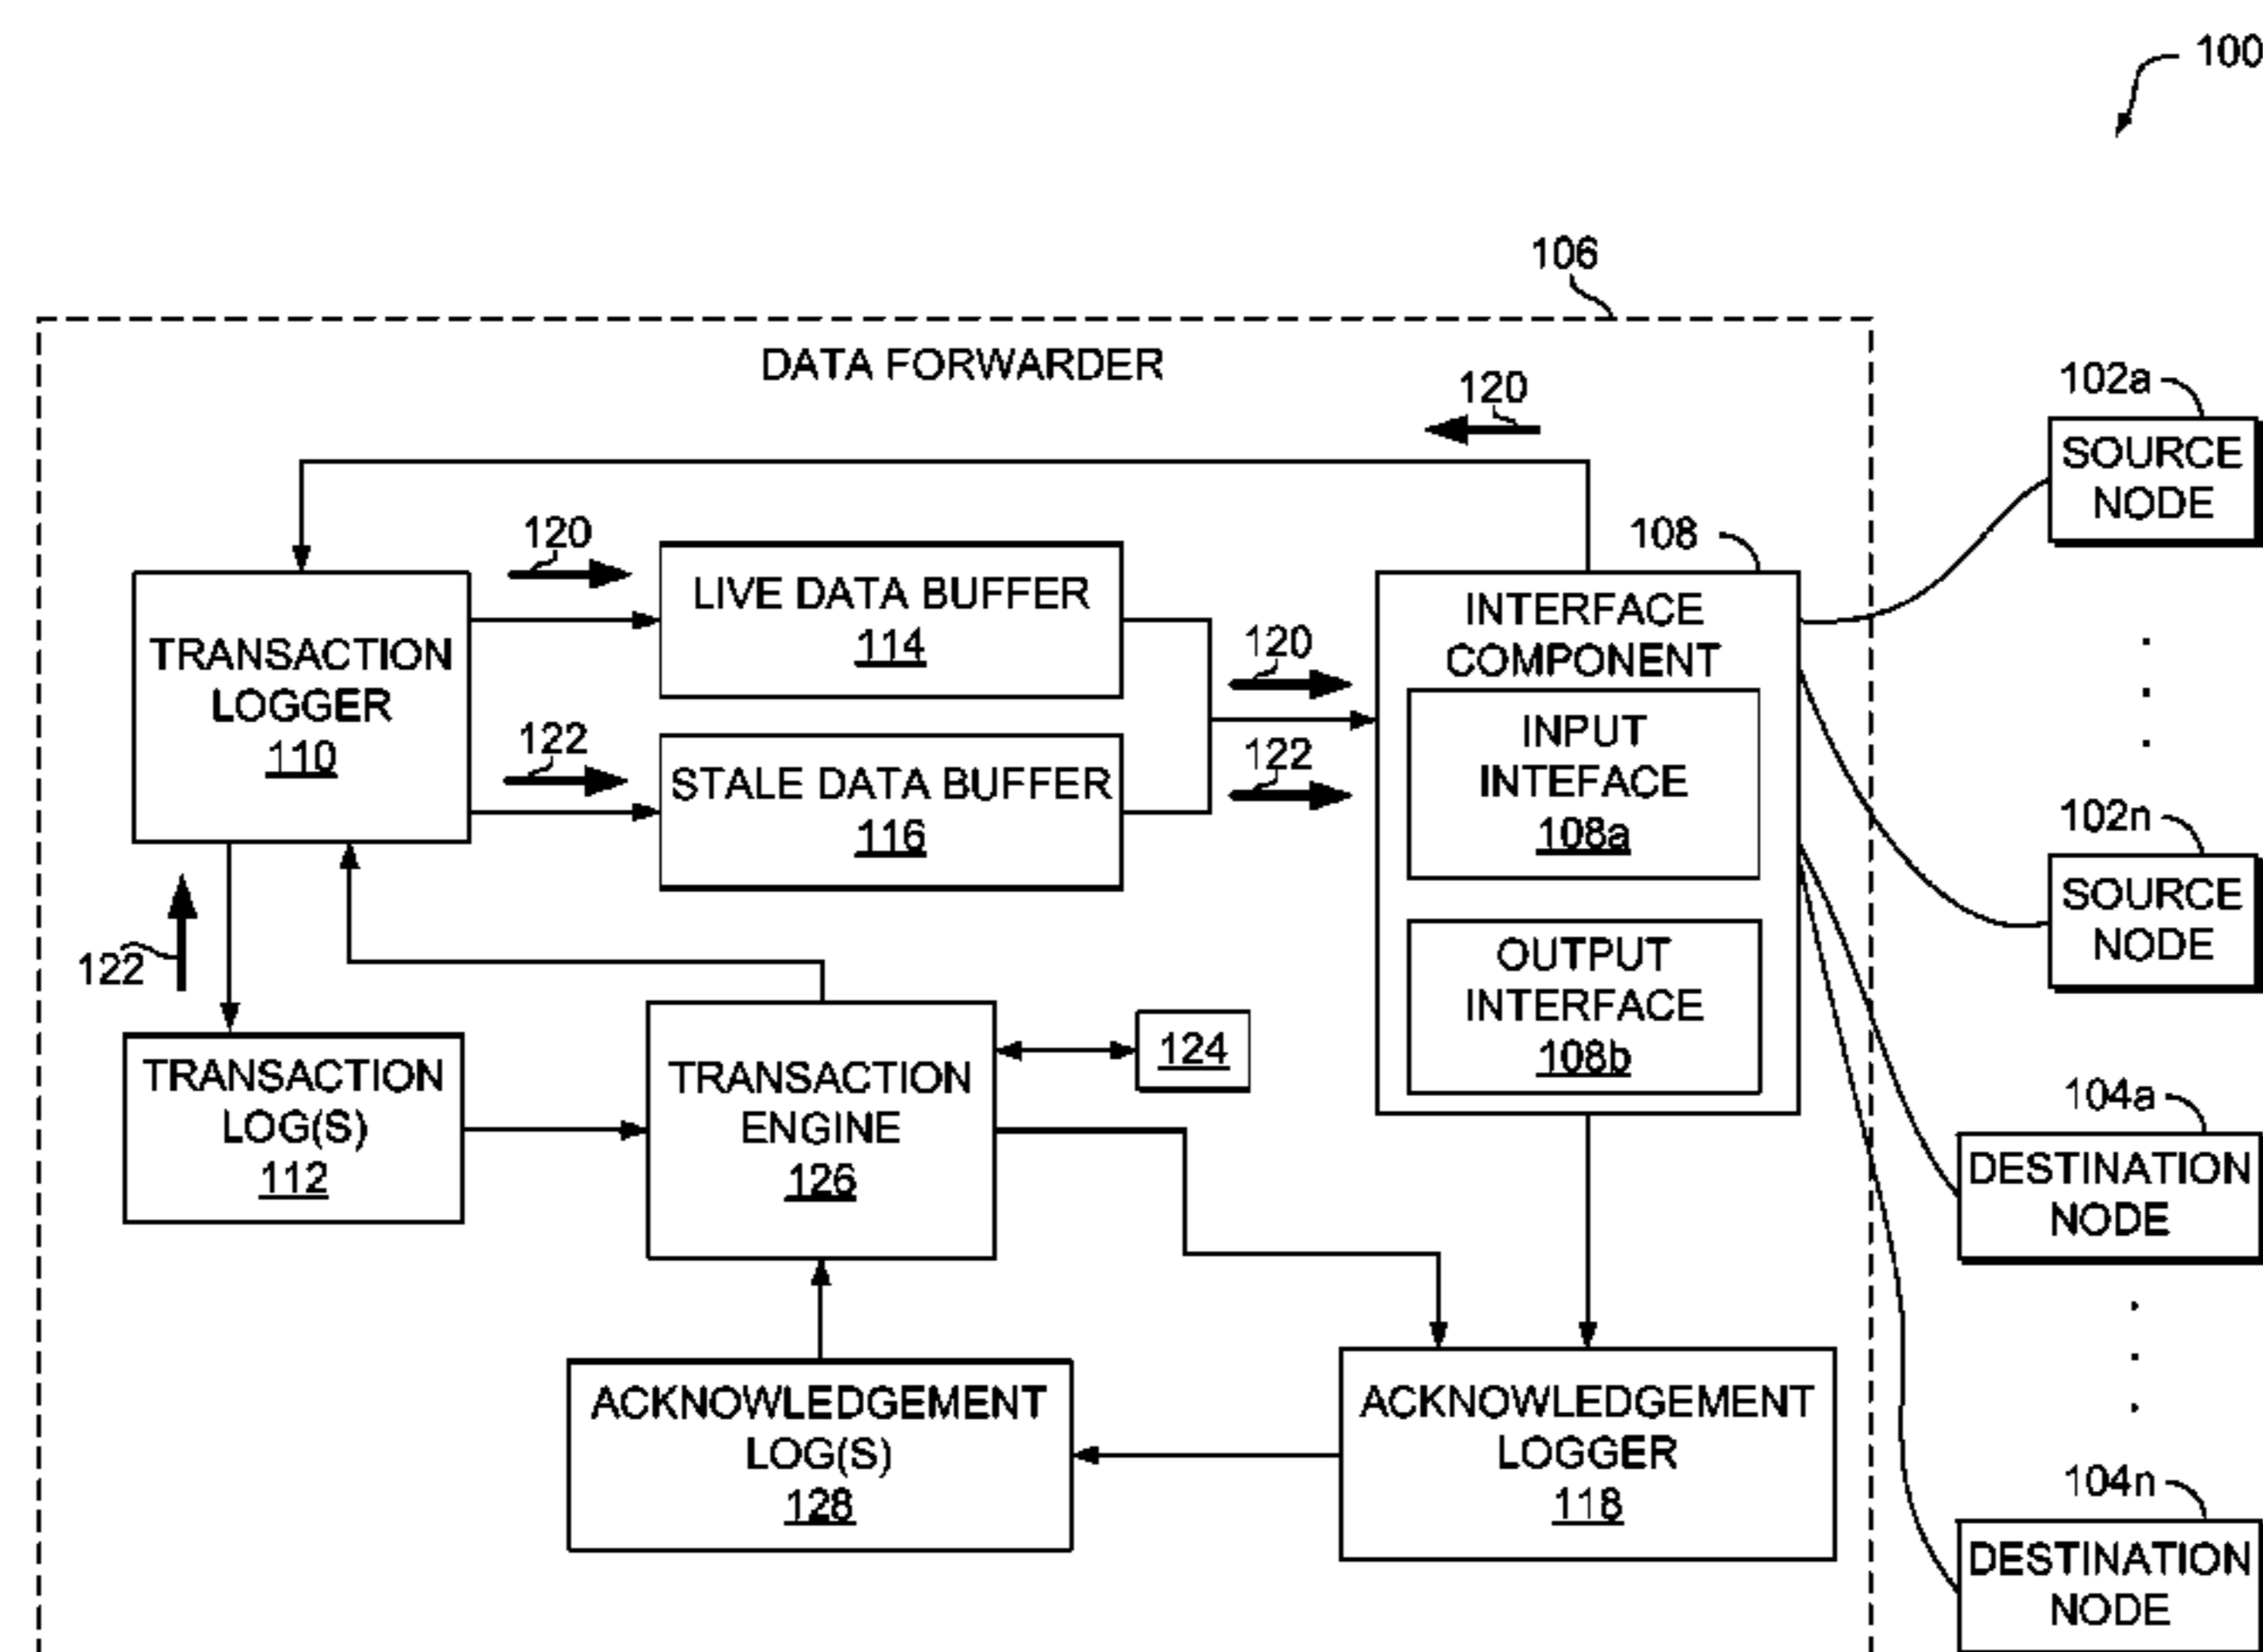 100
106
DATA FORWARDER
120
102a
SOURCE
NODE
120
108
LIVE DATA BUFFER
114
INTERFACE
COMPONENT
TRANSACTION
LOGGER
110
120
INPUT
INTEFACE
108a
122
122
STALE DATA BUFFER
116
102n
SOURCE
NODE
122
OUTPUT
INTERFACE
108b
TRANSACTION
LOG(S)
112
TRANSACTION
ENGINE
126
124
104a
DESTINATION
NODE
ACKNOWLEDGEMENT
LOG(S)
128
ACKNOWLEDGEMENT
LOGGER
118
104n
DESTINATION
NODE